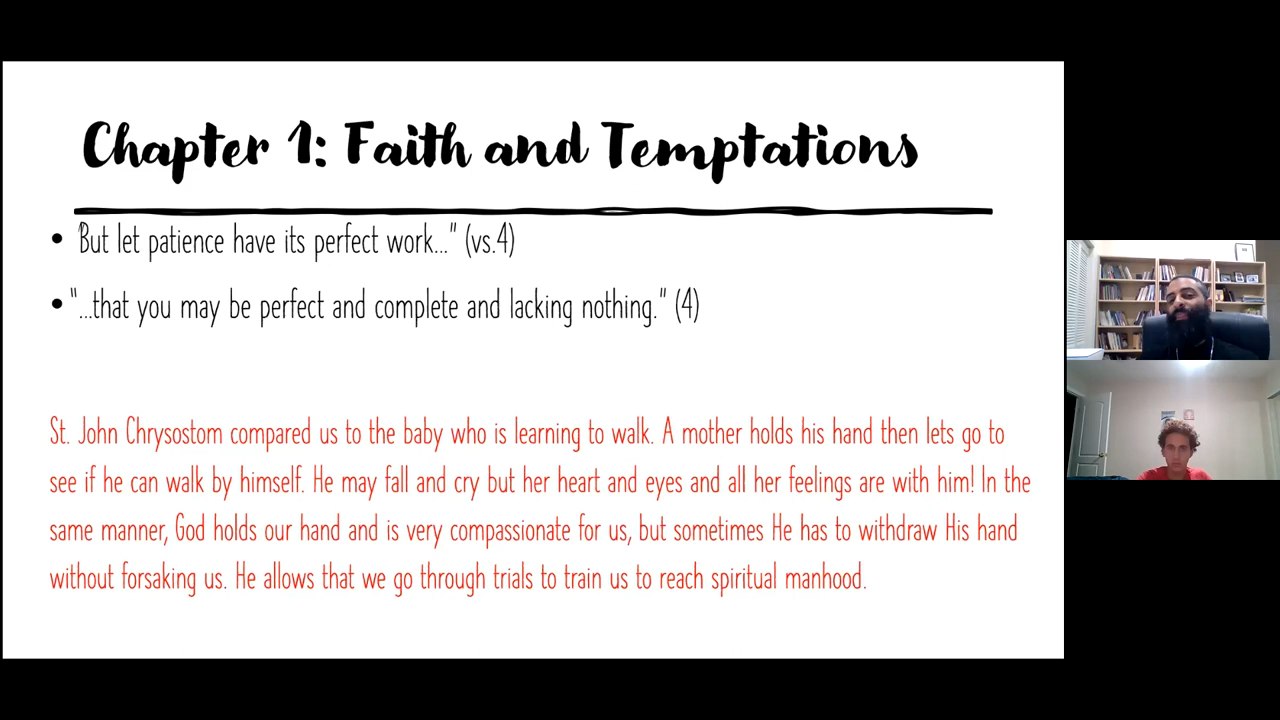 Chapter 1: Faith and Temptations
• "But let patience have its perfect work..." (vs.4)
• "...that you may be perfect and complete and lacking nothing." (4)
St. John Chrysostom compared us to the baby who is learning to walk. A mother holds his hand then lets go to
see if he can walk by himself. He may fall and cry but her heart and eyes and all her feelings are with him! In the
same manner, God holds our hand and is very compassionate for us, but sometimes He has to withdraw His hand
without forsaking us. He allows that we go through trials to train us to reach spiritual manhood.